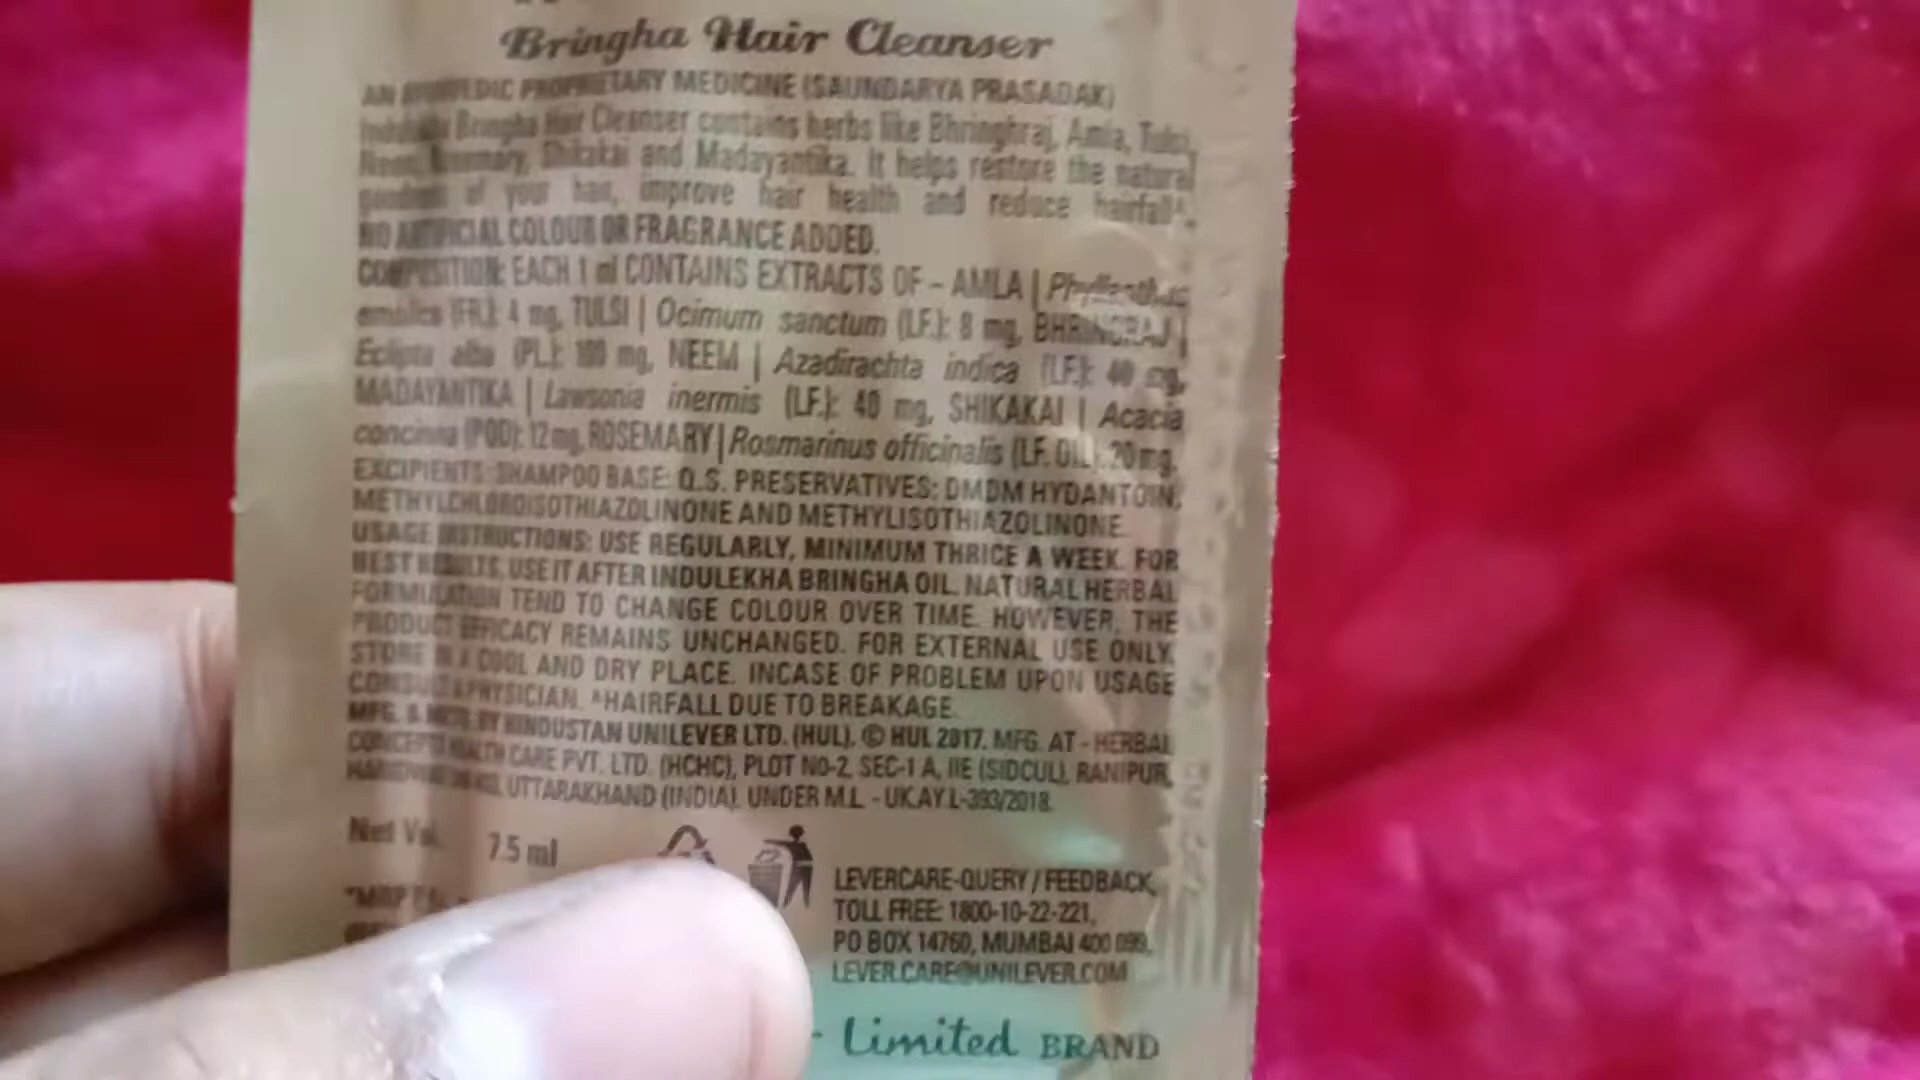 Bringha Hair Cleanser
AN AYURVEDIC PROPRIETARY MEDICINE (SAUNDARYA PRASADAK)
Indulekha Bringha Hair Cleanser contains herbs like Bhringhraj, Amla, Tulsi,
Neem, Rosemary, Shikakai and Madayantika. It helps restore the natural
goodness of your hair, improve hair health and reduce hairfall^.
NO ARTIFICIAL COLOUR OR FRAGRANCE ADDED.
COMPOSITION: EACH 1 ml CONTAINS EXTRACTS OF - AMLA | Phyllanthus
emblica (FR.): 4 mg, TULSI | Ocimum sanctum (LF.): 8 mg, BHRINGRAJ |
Eclipta alba (PL.): 100 mg, NEEM | Azadirachta indica (LF.): 40 mg,
MADAYANTIKA | Lawsonia inermis (LF.): 40 mg, SHIKAKAI | Acacia
concinna (POD): 12 mg, ROSEMARY | Rosmarinus officinalis (LF. OIL): 20 mg,
EXCIPIENTS: SHAMPOO BASE: Q.S. PRESERVATIVES: DMDM HYDANTOIN,
METHYLCHLOROISOTHIAZOLINONE AND METHYLISOTHIAZOLINONE.
USAGE INSTRUCTIONS: USE REGULARLY, MINIMUM THRICE A WEEK. FOR
BEST RESULTS, USE IT AFTER INDULEKHA BRINGHA OIL. NATURAL HERBAL
FORMULATION TEND TO CHANGE COLOUR OVER TIME. HOWEVER, THE
PRODUCT EFFICACY REMAINS UNCHANGED. FOR EXTERNAL USE ONLY.
STORE IN A COOL AND DRY PLACE. INCASE OF PROBLEM UPON USAGE
CONSULT A PHYSICIAN. ^HAIRFALL DUE TO BREAKAGE.
MFG. & MKTD. BY HINDUSTAN UNILEVER LTD. (HUL). © HUL 2017. MFG. AT - HERBAL
CONCEPTS HEALTH CARE PVT. LTD. (HCHC), PLOT NO-2, SEC-1 A, IIE (SIDCUL), RANIPUR,
UTTARAKHAND (INDIA). UNDER M.L. - UK.AY.L-393/2018.
Net Vol. 7.5 ml
LEVERCARE-QUERY / FEEDBACK,
TOLL FREE: 1800-10-22-221,
PO BOX 14760, MUMBAI 400 099.
LEVER.CARE@UNILEVER.COM
Limited BRAND